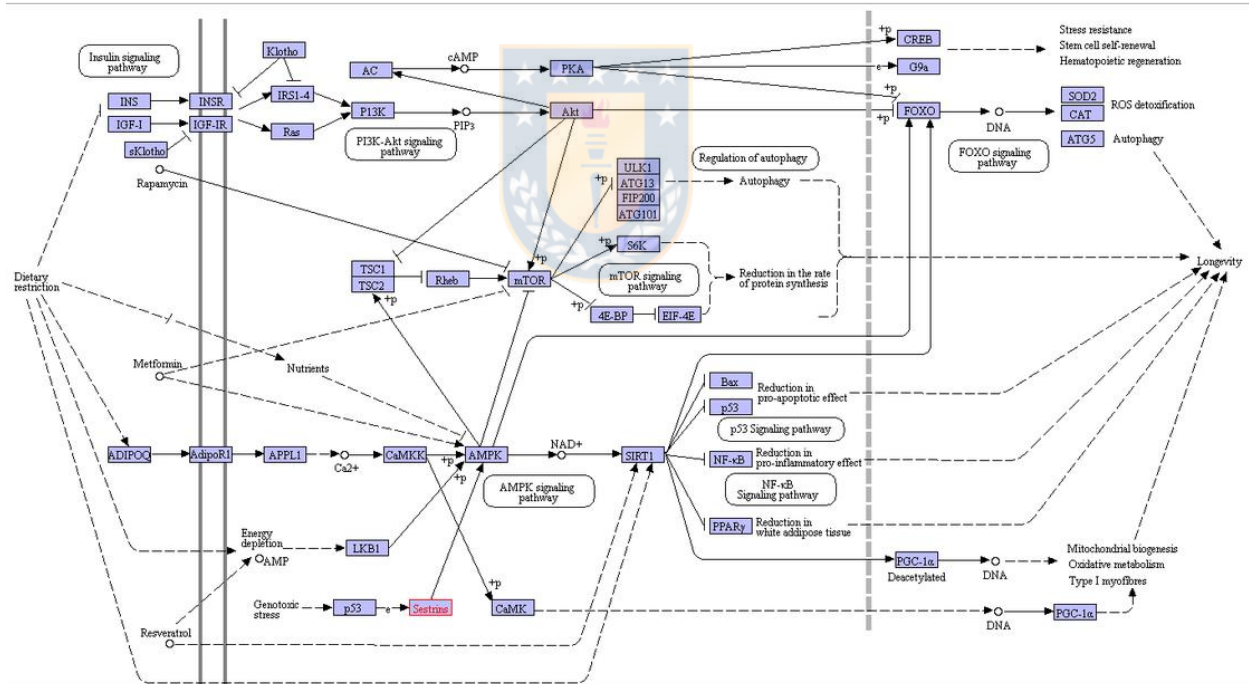 Insulin signaling
pathway
Klotho
INS
INSR
IRS1-4
IGF-I
IGF-IR
Ras
sKlotho
Rapamycin
AC
cAMP
PKA
P13K
PIP3
Akt
PI3K-Akt signaling
pathway
+p
CREB
e
G9a
+p
+p
FOXO
DNA
Stress resistance
Stem cell self-renewal
Hematopoietic regeneration
SOD2
CAT
ROS detoxification
ATG5
Autophagy
FOXO signaling
pathway
ULK1
ATG13
FIP200
ATG101
+p
Regulation of autophagy
Autophagy
TSC1
TSC2
+p
Rheb
+p
mTOR
+p
S6K
mTOR signaling
pathway
+p
4E-BP
EIF-4E
Reduction in the rate
of protein synthesis
Longevity
Dietary
restriction
Metformin
Nutrients
ADIPOQ
AdipoR1
APPL1
Ca2+
CaMKK
+p
+p
AMPK
NAD+
SIRT1
AMPK signaling
pathway
Bax
p53
Reduction in
pro-apoptotic effect
p53 Signaling pathway
NF-κB
Reduction in
pro-inflammatory effect
NF-κB
Signaling pathway
PPARγ
Reduction in
white addipose tissue
Energy
depletion
AMP
LKB1
PGC-1α
Deacetylated
DNA
Mitochondrial biogenesis
Oxidative metabolism
Type I myofibres
Genotoxic
stress
p53
e
Sestrins
+p
CaMK
DNA
PGC-1α
Resveratrol